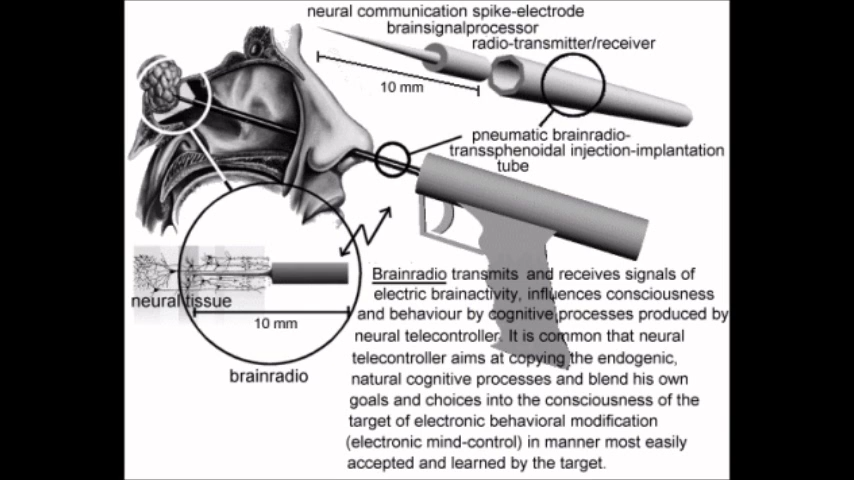 neural communication spike-electrode
brainsignalprocessor
radio-transmitter/receiver
10 mm
pneumatic brainradio-
transsphenoidal injection-implantation
tube
neural tissue
10 mm
brainradio
Brainradio transmits and receives signals of
electric brainactivity, influences consciousness
and behaviour by cognitive processes produced by
neural telecontroller. It is common that neural
telecontroller aims at copying the endogenic,
natural cognitive processes and blend his own
goals and choices into the consciousness of the
target of electronic behavioral modification
(electronic mind-control) in manner most easily
accepted and learned by the target.